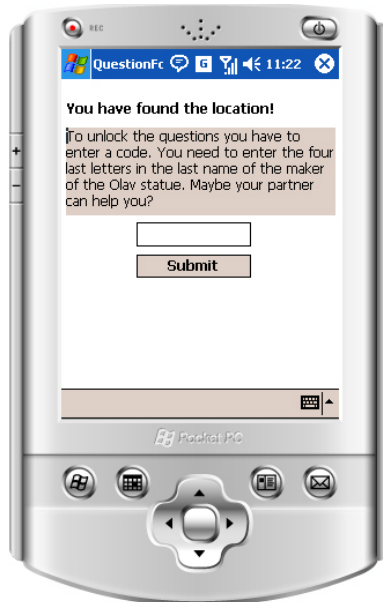 REC
QuestionFc G 11:22
You have found the location!
To unlock the questions you have to
enter a code. You need to enter the four
last letters in the last name of the maker
of the Olav statue. Maybe your partner
can help you?
Submit
Pocket PC